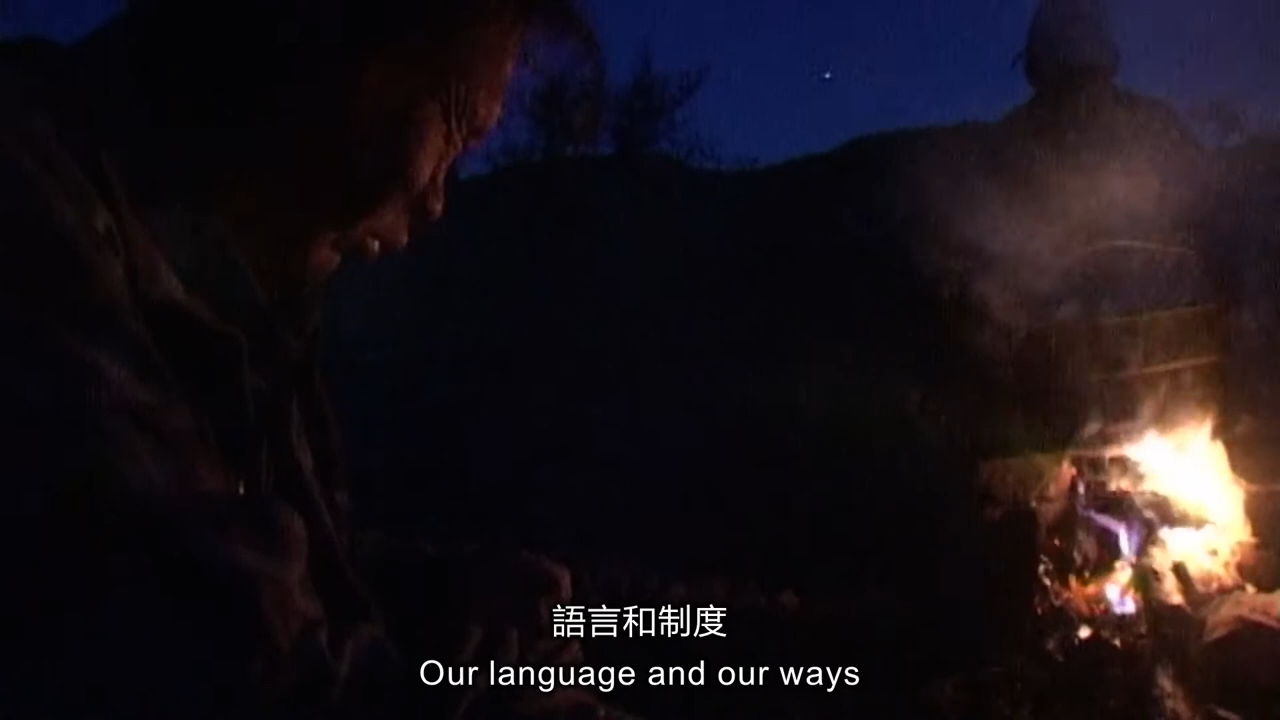 語言和制度
Our language and our ways